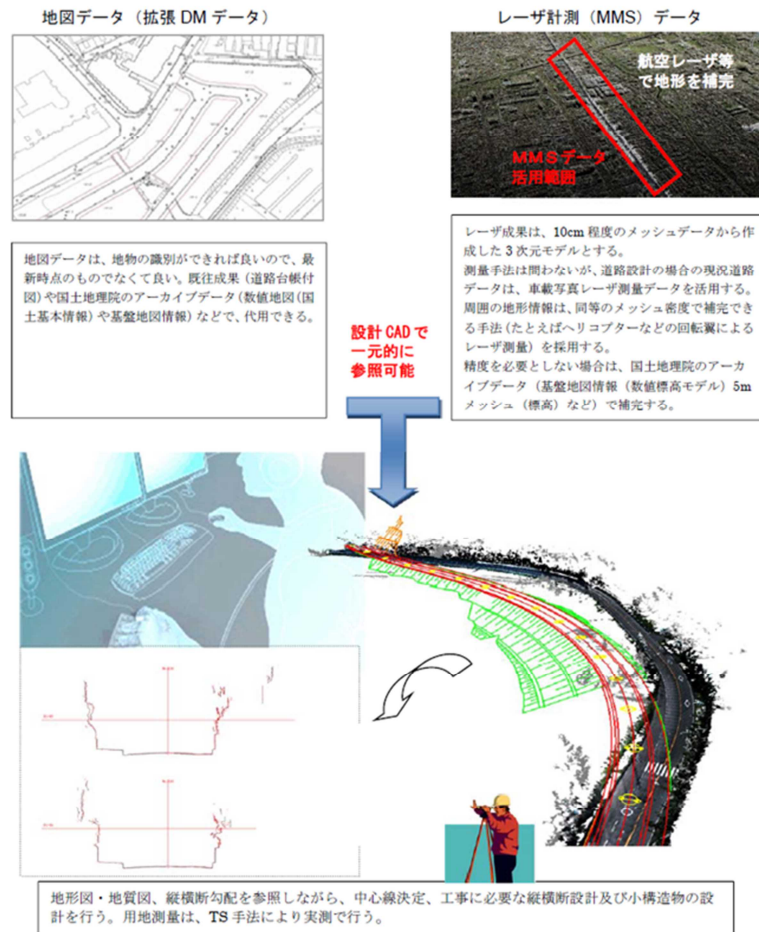 地図データ（拡張 DM データ）
地図データは、地物の識別ができれば良いので、最
新時点のものでなくて良い。既往成果（道路台帳付
図）や国土地理院のアーカイブデータ（数値地図（国
土基本情報）や基盤地図情報）などで、代用できる。
レーザ計測（MMS）データ
航空レーザ等
で地形を補完
MMSデータ
活用範囲
レーザ成果は、10cm 程度のメッシュデータから作
成した 3 次元モデルとする。
測量手法は問わないが、道路設計の場合の現況道路
データは、車載写真レーザ測量データを活用する。
周囲の地形情報は、同等のメッシュ密度で補完でき
る手法（たとえばヘリコプターなどの回転翼による
レーザ測量）を採用する。
精度を必要としない場合は、国土地理院のアーカ
イブデータ（基盤地図情報（数値標高モデル）5m
メッシュ（標高）など）で補完する。
設計 CAD で
一元的に
参照可能
地形図・地質図、縦横断勾配を参照しながら、中心線決定、工事に必要な縦横断設計及び小構造物の設
計を行う。用地測量は、TS 手法により実測で行う。